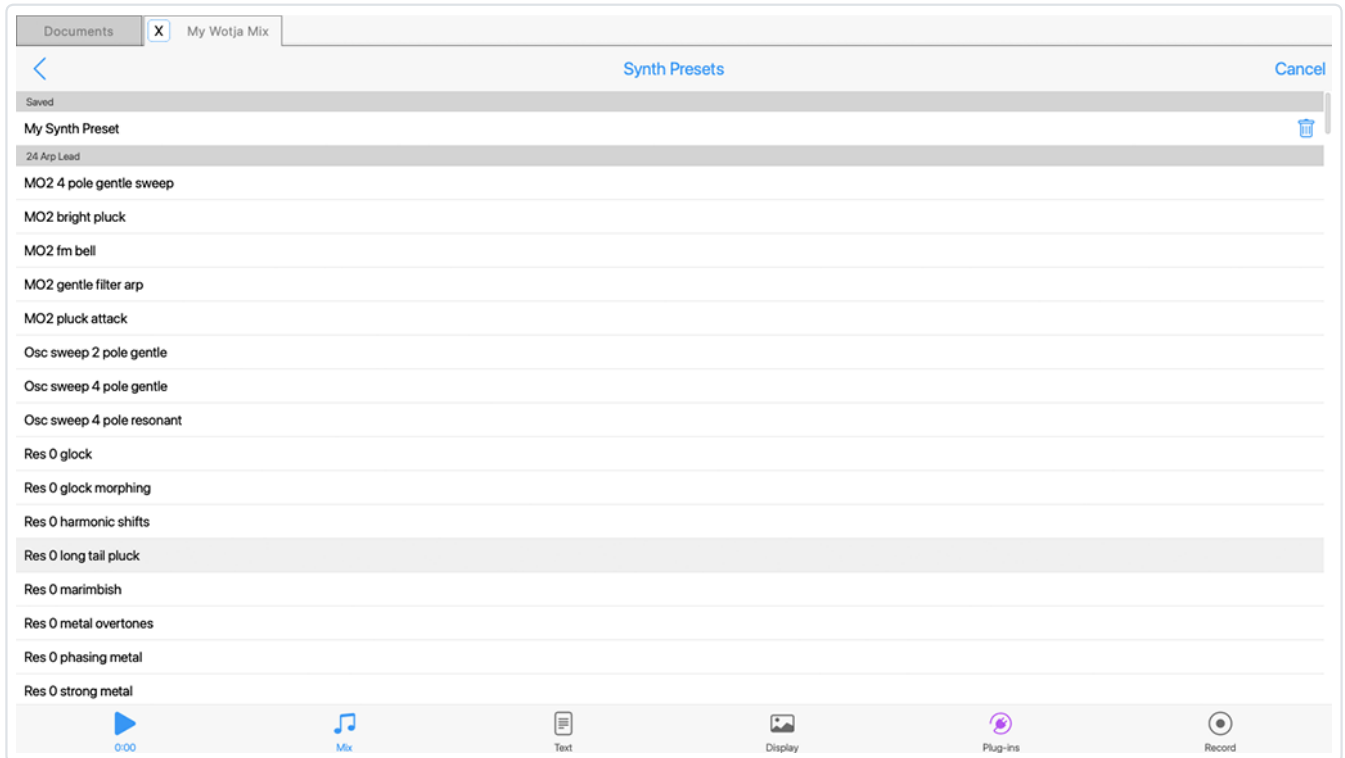 Documents X My Wotja Mix
Synth Presets Cancel
Saved
My Synth Preset
24 Arp Lead
MO2 4 pole gentle sweep
MO2 bright pluck
MO2 fm bell
MO2 gentle filter arp
MO2 pluck attack
Osc sweep 2 pole gentle
Osc sweep 4 pole gentle
Osc sweep 4 pole resonant
Res 0 glock
Res 0 glock morphing
Res 0 harmonic shifts
Res 0 long tail pluck
Res 0 marimbish
Res 0 metal overtones
Res 0 phasing metal
Res 0 strong metal
0:00 Mix Text Display Plug-ins Record